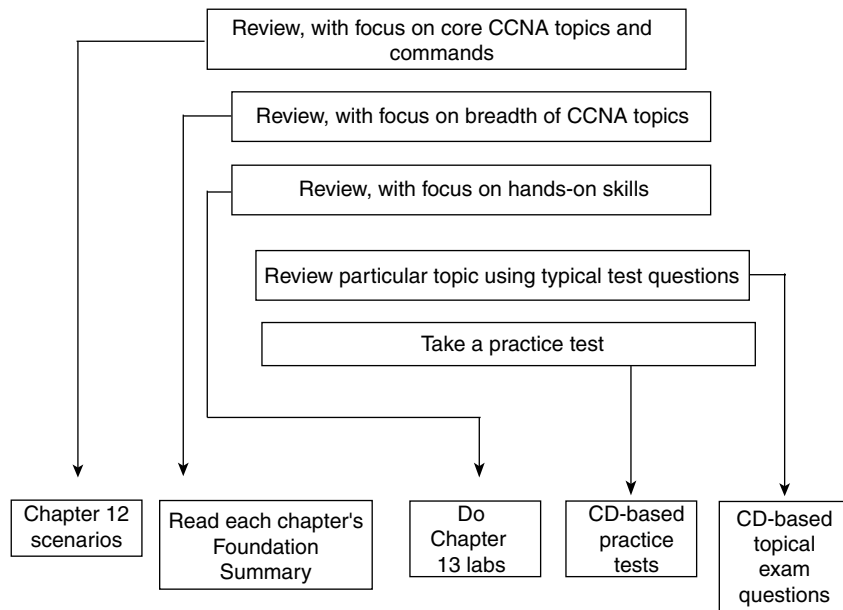 Review, with focus on core CCNA topics and
commands
Review, with focus on breadth of CCNA topics
Review, with focus on hands-on skills
Review particular topic using typical test questions
Take a practice test
Chapter 12
scenarios
Read each chapter's
Foundation
Summary
Do
Chapter
13 labs
CD-based
practice
tests
CD-based
topical
exam
questions